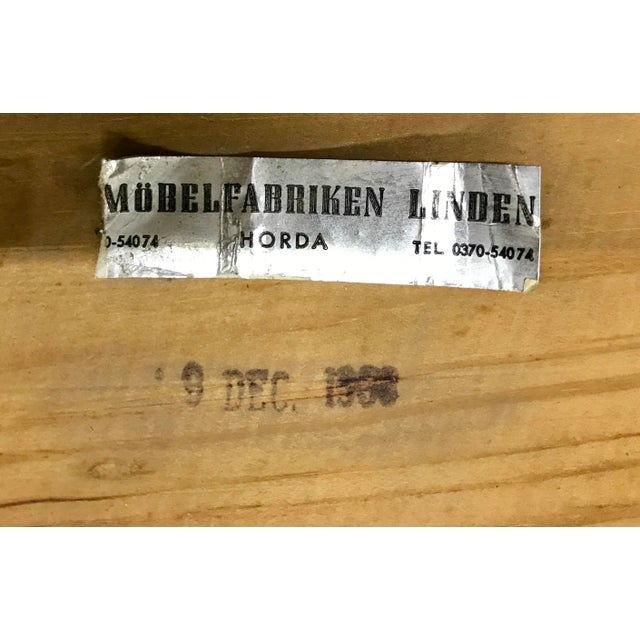 MÖBELFABRIKEN LINDEN
0-54074 HORDA TEL. 0370-54074
9 DEC.